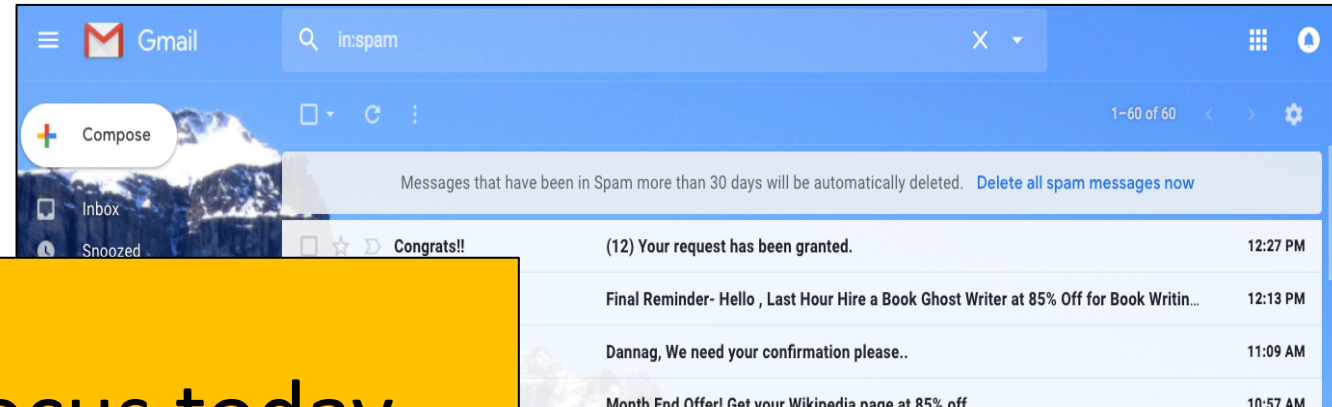 Gmail
in:spam
1–60 of 60
Compose
Messages that have been in Spam more than 30 days will be automatically deleted. Delete all spam messages now
Inbox
Snoozed
Congrats!! (12) Your request has been granted. 12:27 PM
Final Reminder- Hello , Last Hour Hire a Book Ghost Writer at 85% Off for Book Writin... 12:13 PM
Dannag, We need your confirmation please.. 11:09 AM
Month End Offer! Get your Wikipedia page at 85% off 10:57 AM
today